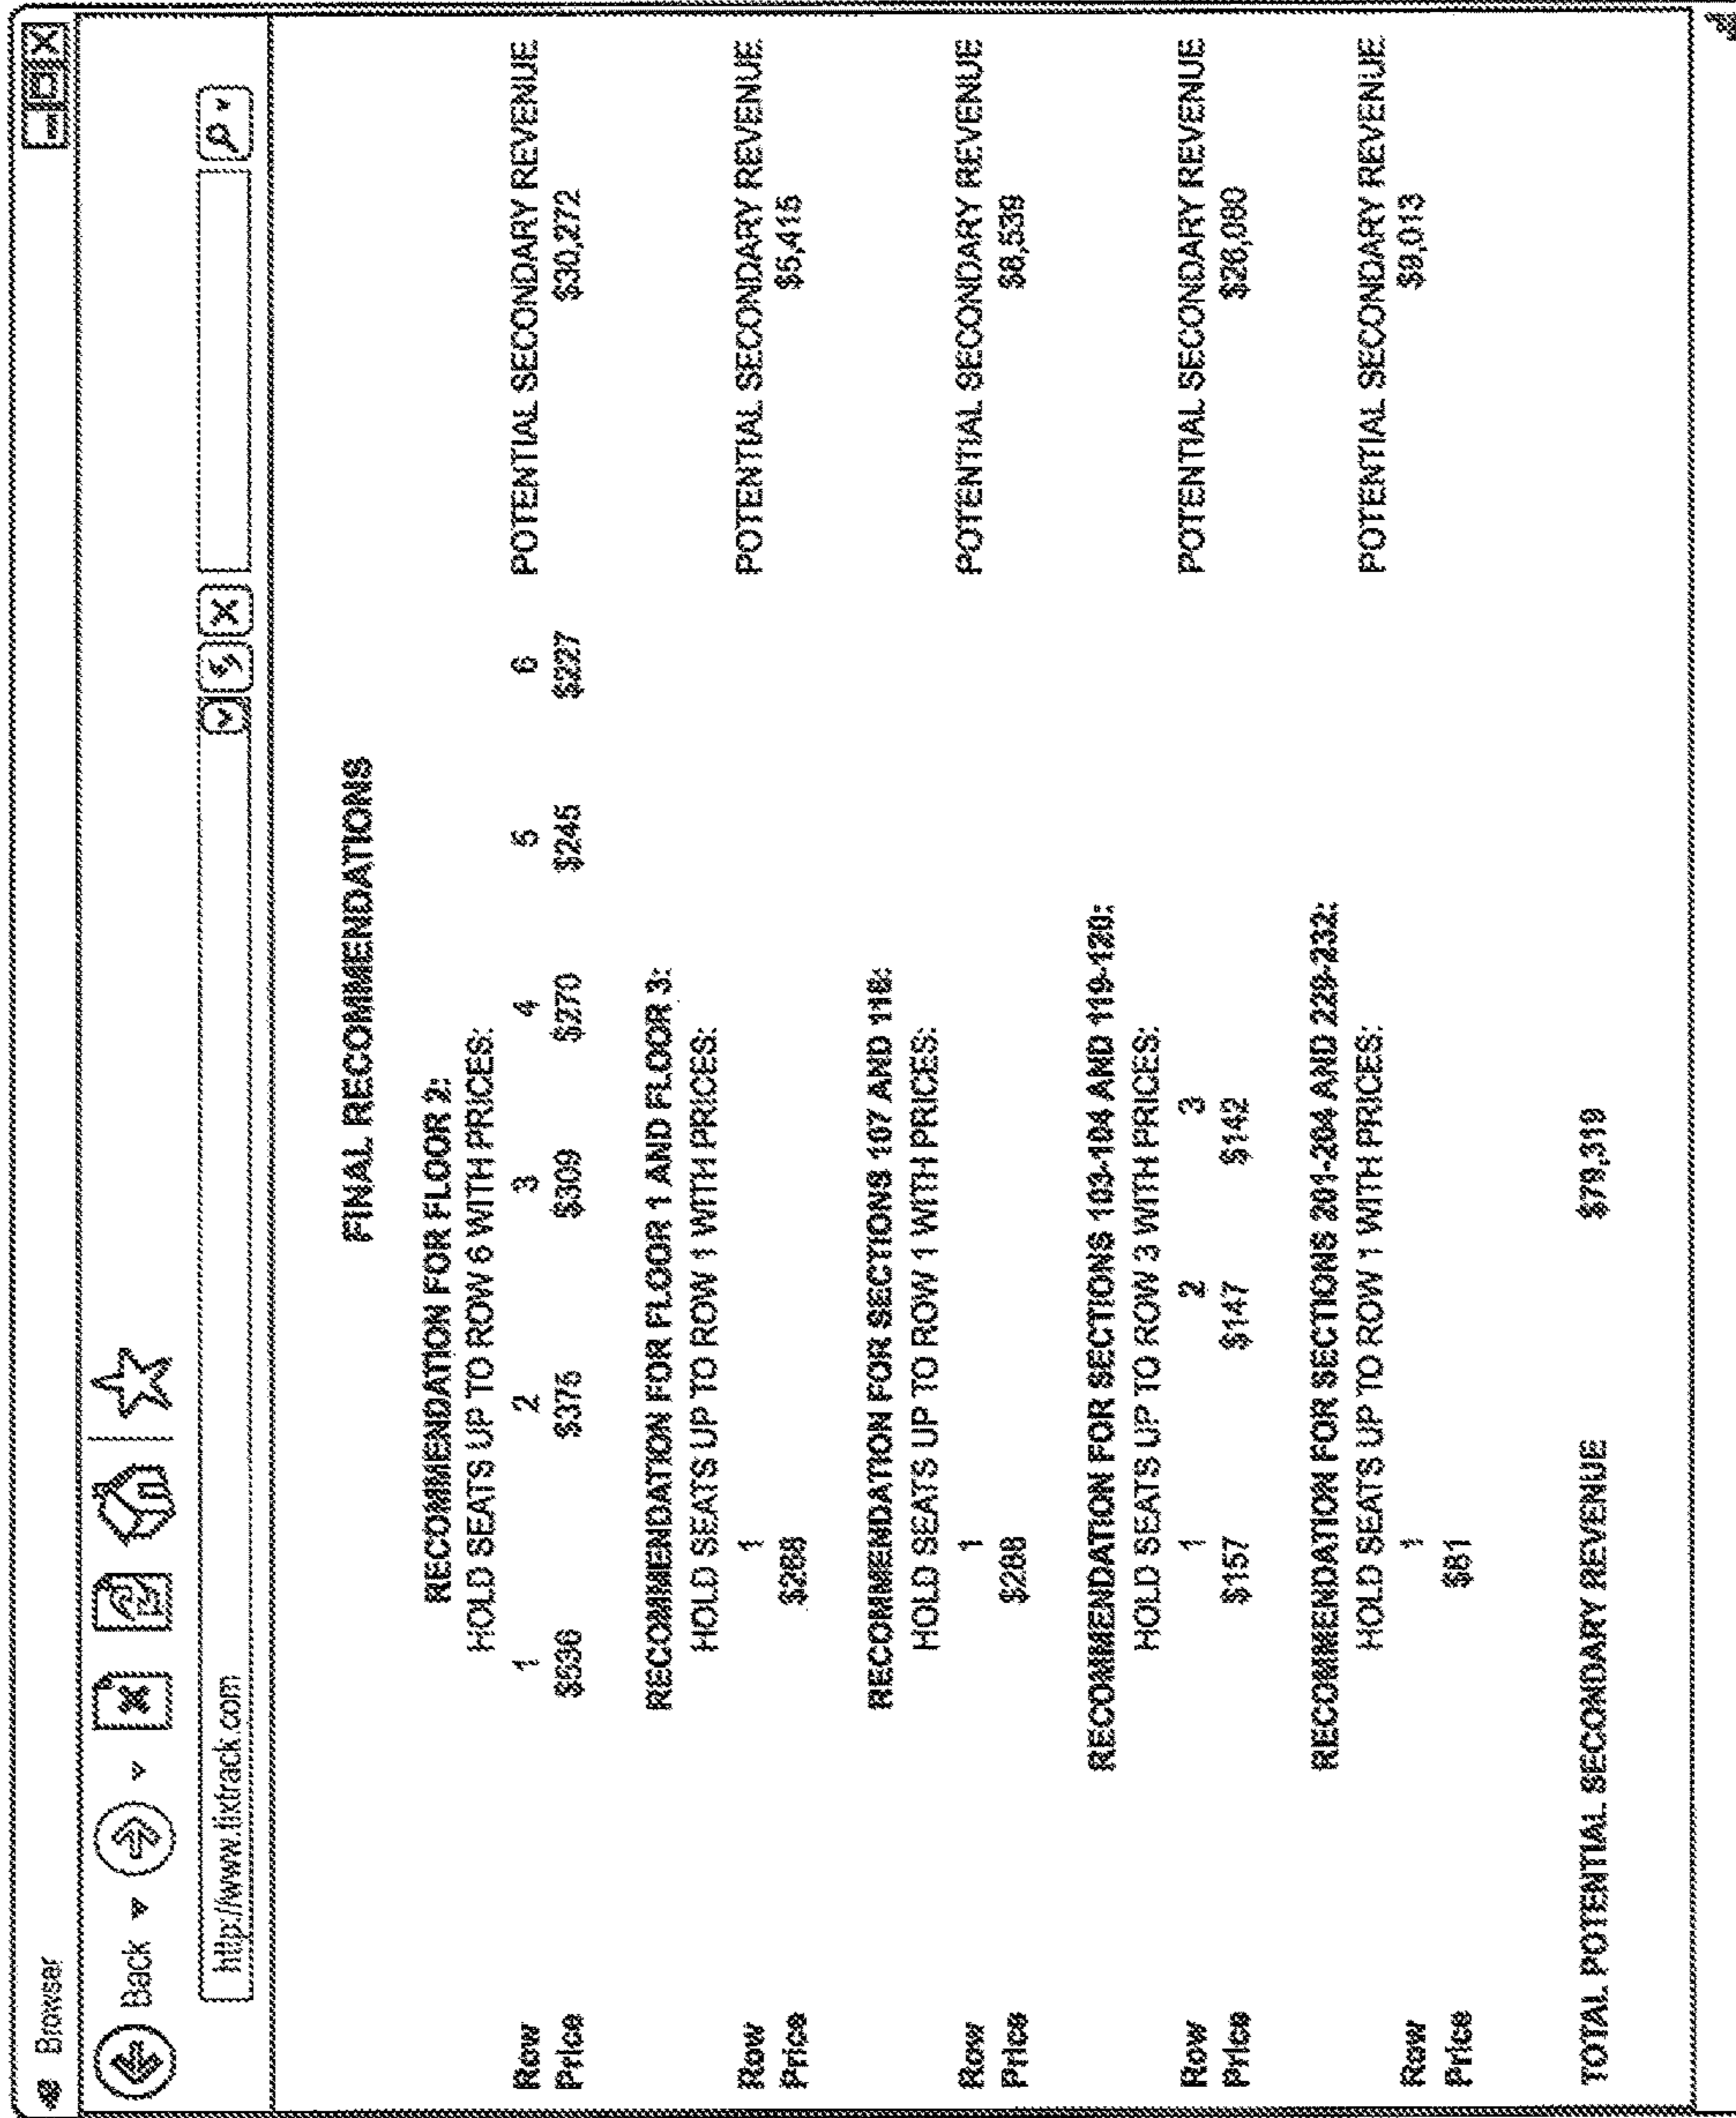 Browser
Back
http://www.tixtrack.com
FINAL RECOMMENDATIONS
RECOMMENDATION FOR FLOOR 2:
HOLD SEATS UP TO ROW 6 WITH PRICES:
Row 1 2 3 4 5 6 POTENTIAL SECONDARY REVENUE
Price $536 $375 $309 $270 $245 $227 $30,272
RECOMMENDATION FOR FLOOR 1 AND FLOOR 3:
HOLD SEATS UP TO ROW 1 WITH PRICES:
Row 1 POTENTIAL SECONDARY REVENUE
Price $288 $5,415
RECOMMENDATION FOR SECTIONS 107 AND 116:
HOLD SEATS UP TO ROW 1 WITH PRICES:
Row 1 POTENTIAL SECONDARY REVENUE
Price $288 $8,539
RECOMMENDATION FOR SECTIONS 103-104 AND 119-120:
HOLD SEATS UP TO ROW 3 WITH PRICES:
Row 1 2 3 POTENTIAL SECONDARY REVENUE
Price $157 $147 $142 $26,080
RECOMMENDATION FOR SECTIONS 201-204 AND 229-232:
HOLD SEATS UP TO ROW 1 WITH PRICES:
Row 1 POTENTIAL SECONDARY REVENUE
Price $81 $9,013
TOTAL POTENTIAL SECONDARY REVENUE $79,319